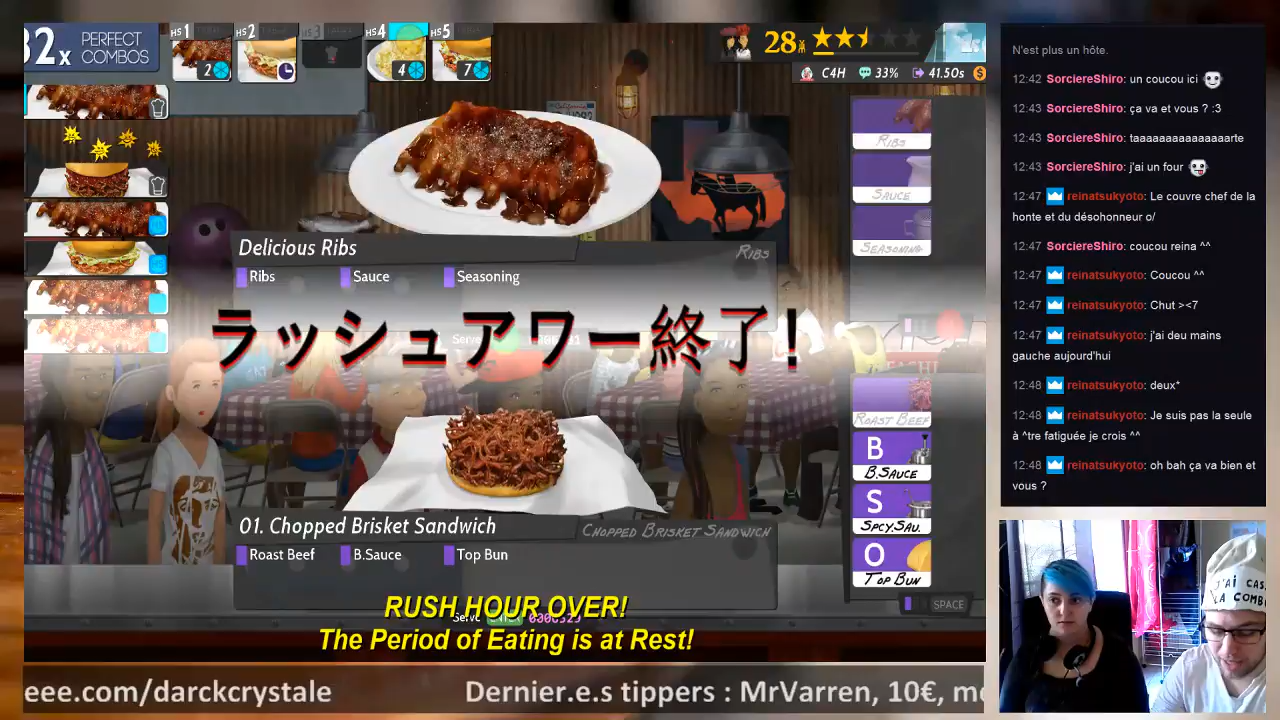 32x PERFECT
COMBOS
HS1
HS2
HS3
HS4
HS5
2
4
7
28
C4H 33% 41.50s
RIBS
SAUCE
SEASONING
Delicious Ribs
RIBS
Ribs Sauce Seasoning
ラッシュアワー終了!
ROAST BEEF
B
B.SAUCE
S
SPCY.SAU.
O
TOP BUN
SPACE
01. Chopped Brisket Sandwich
CHOPPED BRISKET SANDWICH
Roast Beef B.Sauce Top Bun
RUSH HOUR OVER!
The Period of Eating is at Rest!
eee.com/darckcrystale Dernier.e.s tippers : MrVarren, 10€, m
N'est plus un hôte.
12:42 SorciereShiro: un coucou ici
12:43 SorciereShiro: ça va et vous ? :3
12:43 SorciereShiro: taaaaaaaaaaaaaaarte
12:43 SorciereShiro: j'ai un four
12:47 reinatsukyoto: Le couvre chef de la
honte et du désohonneur o/
12:47 SorciereShiro: coucou reina ^^
12:47 reinatsukyoto: Coucou ^^
12:47 reinatsukyoto: Chut ><7
12:47 reinatsukyoto: j'ai deu mains
gauche aujourd'hui
12:48 reinatsukyoto: deux*
12:48 reinatsukyoto: Je suis pas la seule
à ^tre fatiguée je crois ^^
12:48 reinatsukyoto: oh bah ça va bien et
vous ?
J'AI CAS
LA COMBO